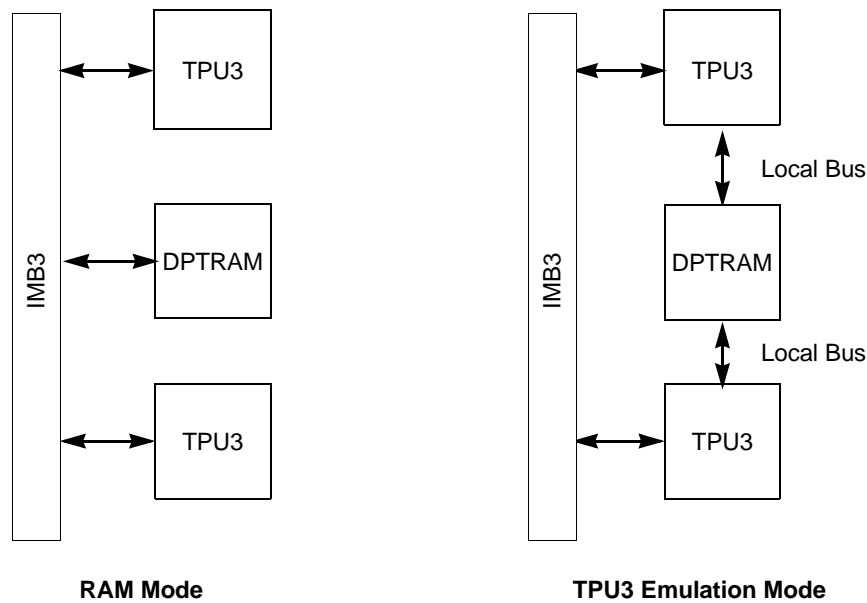 IMB3
TPU3
DPTRAM
TPU3
RAM Mode
IMB3
TPU3
Local Bus
DPTRAM
Local Bus
TPU3
TPU3 Emulation Mode